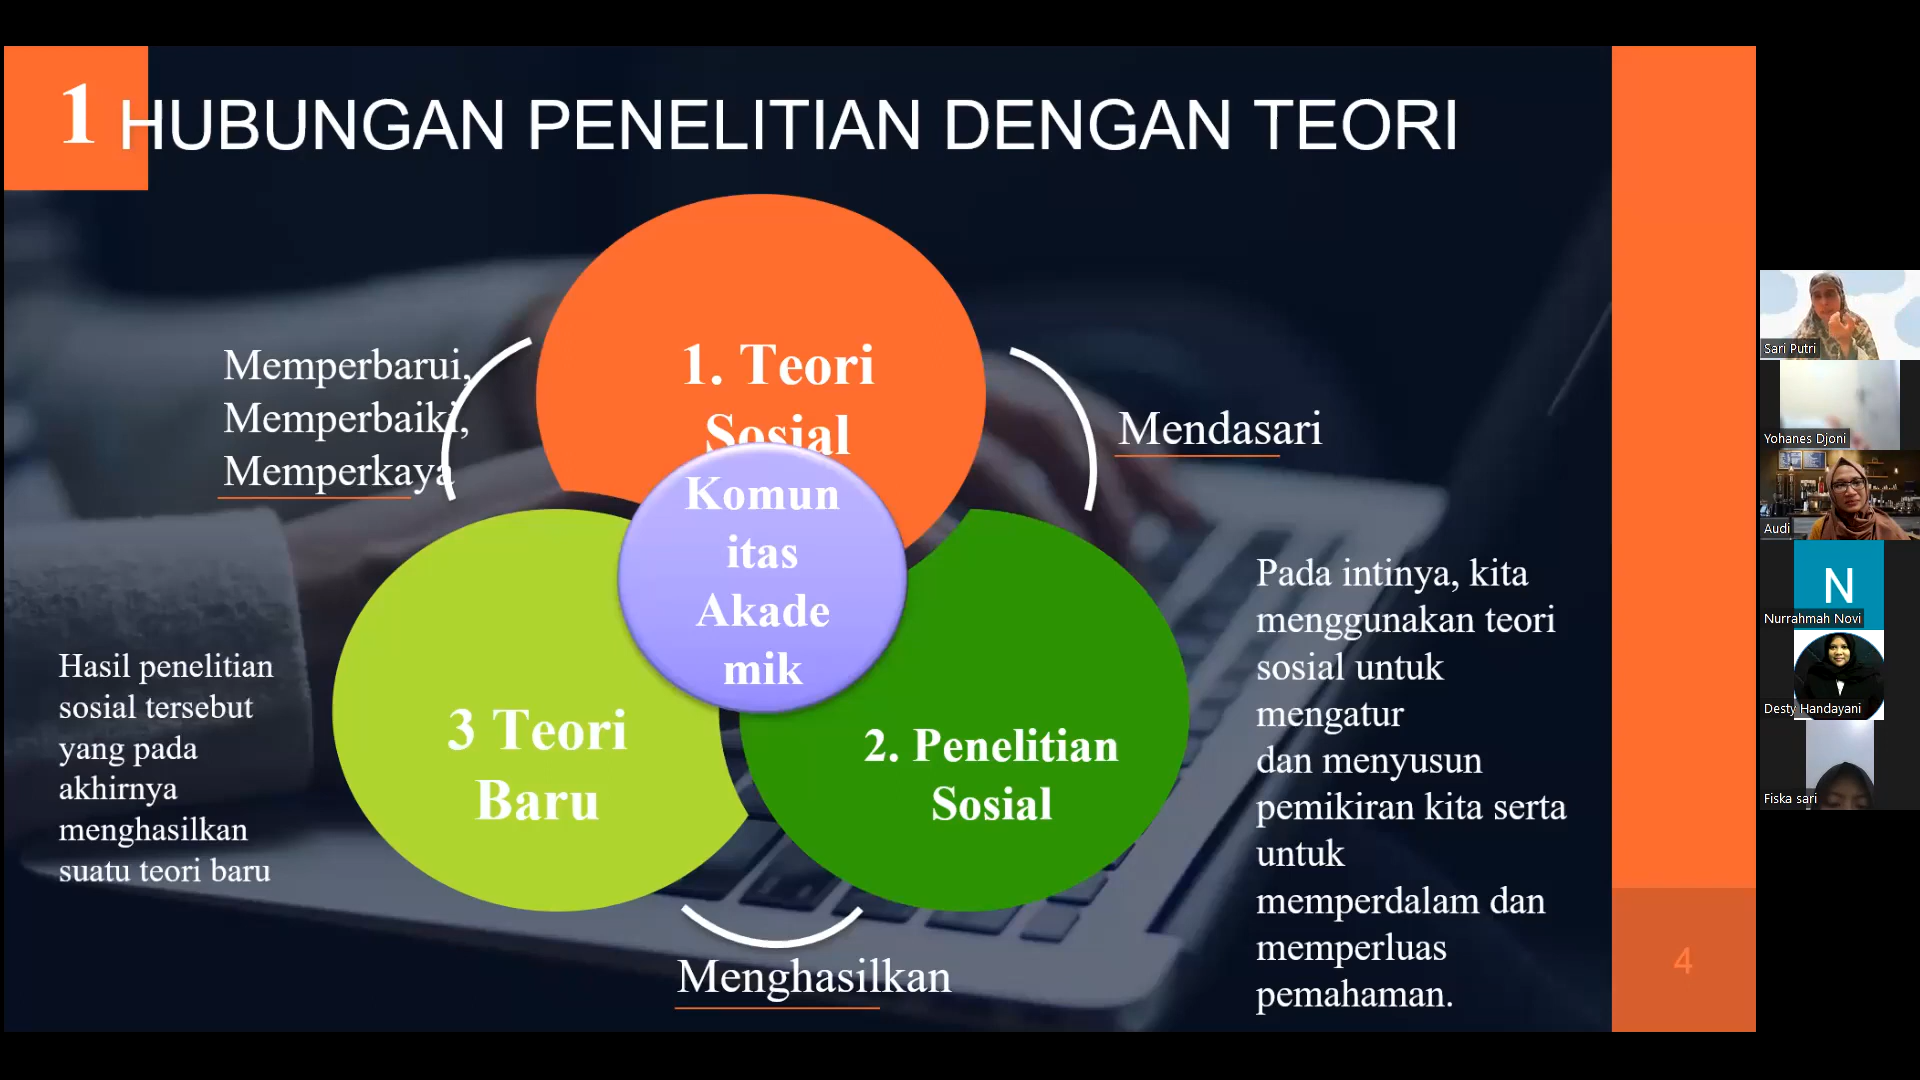 1 HUBUNGAN PENELITIAN DENGAN TEORI
Memperbarui,
Memperbaiki,
Memperkaya
1. Teori
Sosial
Mendasari
Komun
itas
Akade
mik
Hasil penelitian
sosial tersebut
yang pada
akhirnya
menghasilkan
suatu teori baru
3 Teori
Baru
2. Penelitian
Sosial
Pada intinya, kita
menggunakan teori
sosial untuk
mengatur
dan menyusun
pemikiran kita serta
untuk
memperdalam dan
memperluas
pemahaman.
Menghasilkan
4
Sari Putri
Yohanes Djoni
Audi
N
Nurrahmah Novi
Desty Handayani
Fiska sari